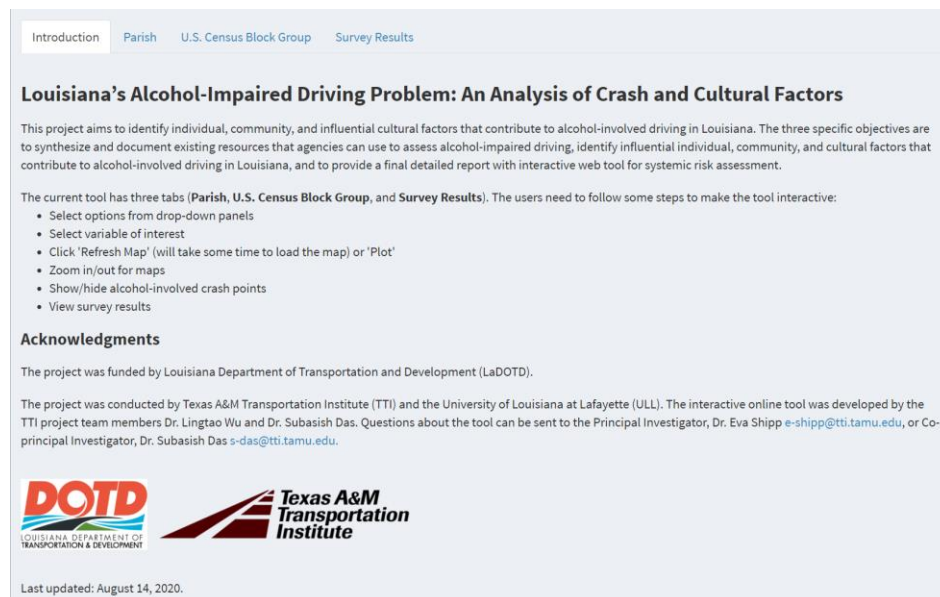 Introduction Parish U.S. Census Block Group Survey Results
Louisiana’s Alcohol-Impaired Driving Problem: An Analysis of Crash and Cultural Factors
This project aims to identify individual, community, and influential cultural factors that contribute to alcohol-involved driving in Louisiana. The three specific objectives are
to synthesize and document existing resources that agencies can use to assess alcohol-impaired driving, identify influential individual, community, and cultural factors that
contribute to alcohol-involved driving in Louisiana, and to provide a final detailed report with interactive web tool for systemic risk assessment.
The current tool has three tabs (Parish, U.S. Census Block Group, and Survey Results). The users need to follow some steps to make the tool interactive:
• Select options from drop-down panels
• Select variable of interest
• Click 'Refresh Map' (will take some time to load the map) or 'Plot'
• Zoom in/out for maps
• Show/hide alcohol-involved crash points
• View survey results
Acknowledgments
The project was funded by Louisiana Department of Transportation and Development (LaDOTD).
The project was conducted by Texas A&M Transportation Institute (TTI) and the University of Louisiana at Lafayette (ULL). The interactive online tool was developed by the
TTI project team members Dr. Lingtao Wu and Dr. Subasish Das. Questions about the tool can be sent to the Principal Investigator, Dr. Eva Shipp e-shipp@tti.tamu.edu, or Co-
principal Investigator, Dr. Subasish Das s-das@tti.tamu.edu.
DOTD
LOUISIANA DEPARTMENT OF
TRANSPORTATION & DEVELOPMENT
Texas A&M
Transportation
Institute
Last updated: August 14, 2020.